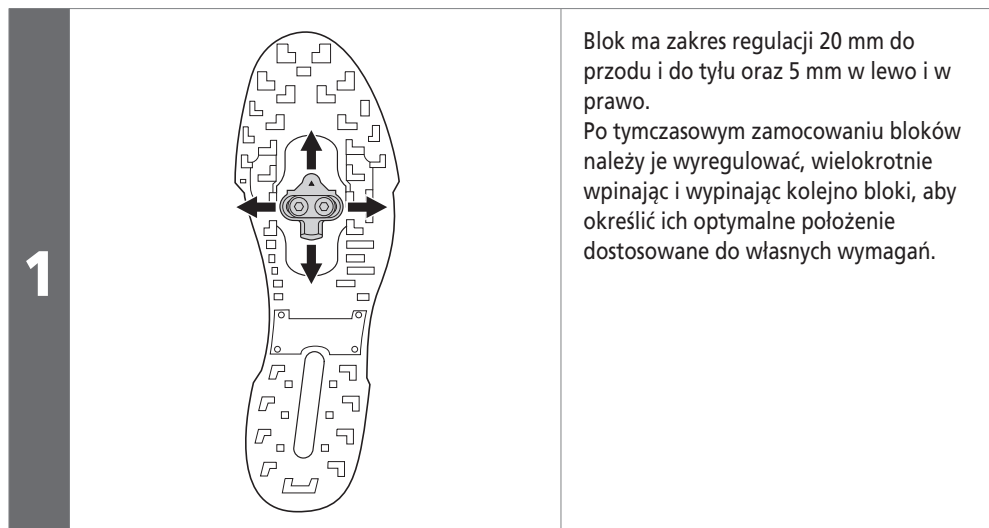 1
Blok ma zakres regulacji 20 mm do
przodu i do tyłu oraz 5 mm w lewo i w
prawo.
Po tymczasowym zamocowaniu bloków
należy je wyregulować, wielokrotnie
wpinając i wypinając kolejno bloki, aby
określić ich optymalne położenie
dostosowane do własnych wymagań.